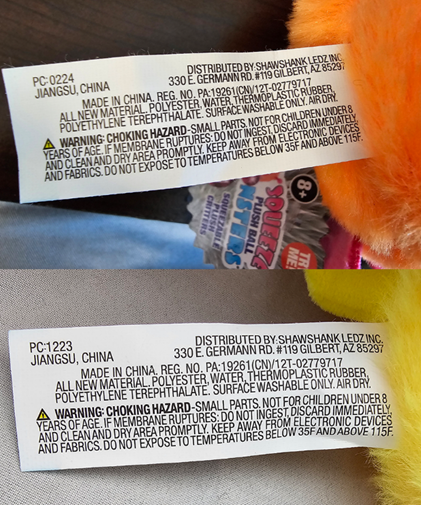 PC:0224
DISTRIBUTED BY:SHAWSHANK LEDZ INC.
JIANGSU, CHINA
330 E. GERMANN RD. #119 GILBERT, AZ 85297
MADE IN CHINA. REG. NO. PA:19261(CN)/12T-02779717
ALL NEW MATERIAL. POLYESTER, WATER, THERMOPLASTIC RUBBER,
POLYETHYLENE TEREPHTHALATE. SURFACE WASHABLE ONLY. AIR DRY.
WARNING: CHOKING HAZARD-SMALL PARTS. NOT FOR CHILDREN UNDER 8
YEARS OF AGE. IF MEMBRANE RUPTURES: DO NOT INGEST, DISCARD IMMEDIATELY,
AND CLEAN AND DRY AREA PROMPTLY. KEEP AWAY FROM ELECTRONIC DEVICES
AND FABRICS. DO NOT EXPOSE TO TEMPERATURES BELOW 35F AND ABOVE 115F.
8+
SQUEEZ
PLUSH BALL
SQUEEZABLE
PLUSH
CRITTERS
TR
ME
PC:1223
DISTRIBUTED BY:SHAWSHANK LEDZ INC.
JIANGSU, CHINA
330 E. GERMANN RD. #119 GILBERT, AZ 85297
MADE IN CHINA. REG. NO. PA:19261(CN)/12T-02779717
ALL NEW MATERIAL. POLYESTER, WATER, THERMOPLASTIC RUBBER,
POLYETHYLENE TEREPHTHALATE. SURFACE WASHABLE ONLY. AIR DRY.
WARNING: CHOKING HAZARD-SMALL PARTS. NOT FOR CHILDREN UNDER 8
YEARS OF AGE. IF MEMBRANE RUPTURES: DO NOT INGEST, DISCARD IMMEDIATELY,
AND CLEAN AND DRY AREA PROMPTLY. KEEP AWAY FROM ELECTRONIC DEVICES
AND FABRICS. DO NOT EXPOSE TO TEMPERATURES BELOW 35F AND ABOVE 115F.